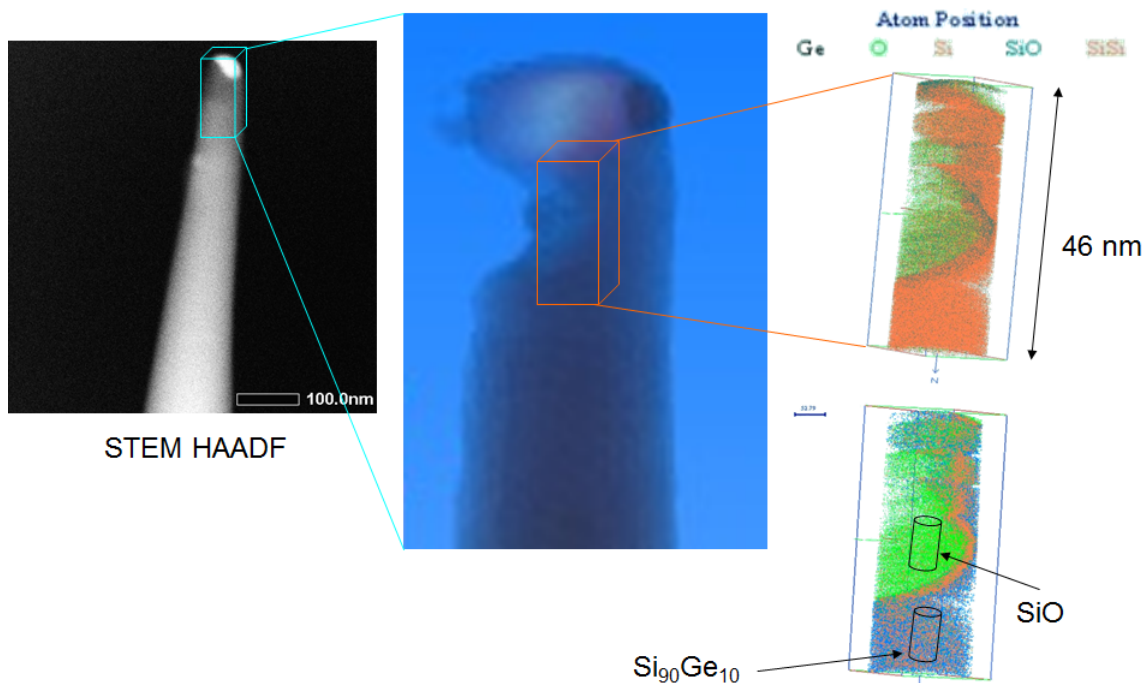 Atom Position
Ge O Si SiO SiSi
46 nm
100.0nm
STEM HAADF
Z
SiO
Si₉₀Ge₁₀